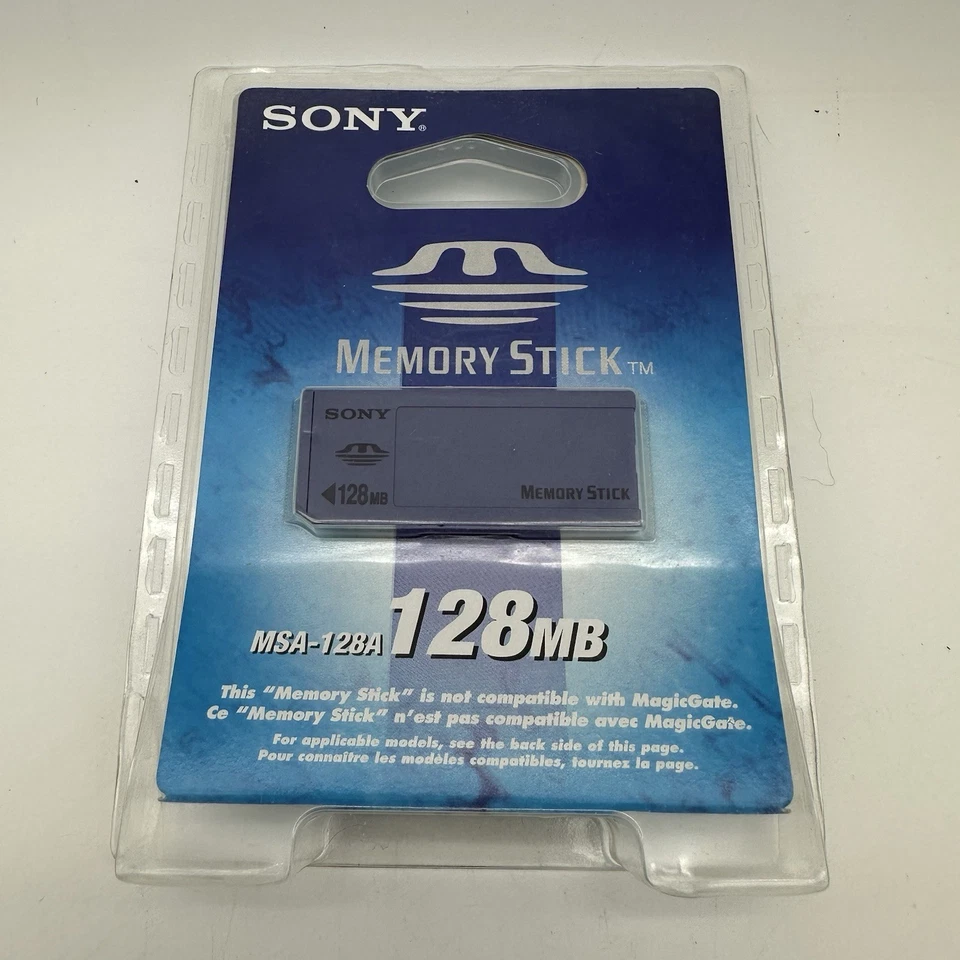 SONY®
MEMORY STICK™
SONY
◀128MB
MEMORY STICK
MSA-128A 128MB
This "Memory Stick" is not compatible with MagicGate.
Ce "Memory Stick" n'est pas compatible avec MagicGate.
For applicable models, see the back side of this page.
Pour connaître les modèles compatibles, tournez la page.